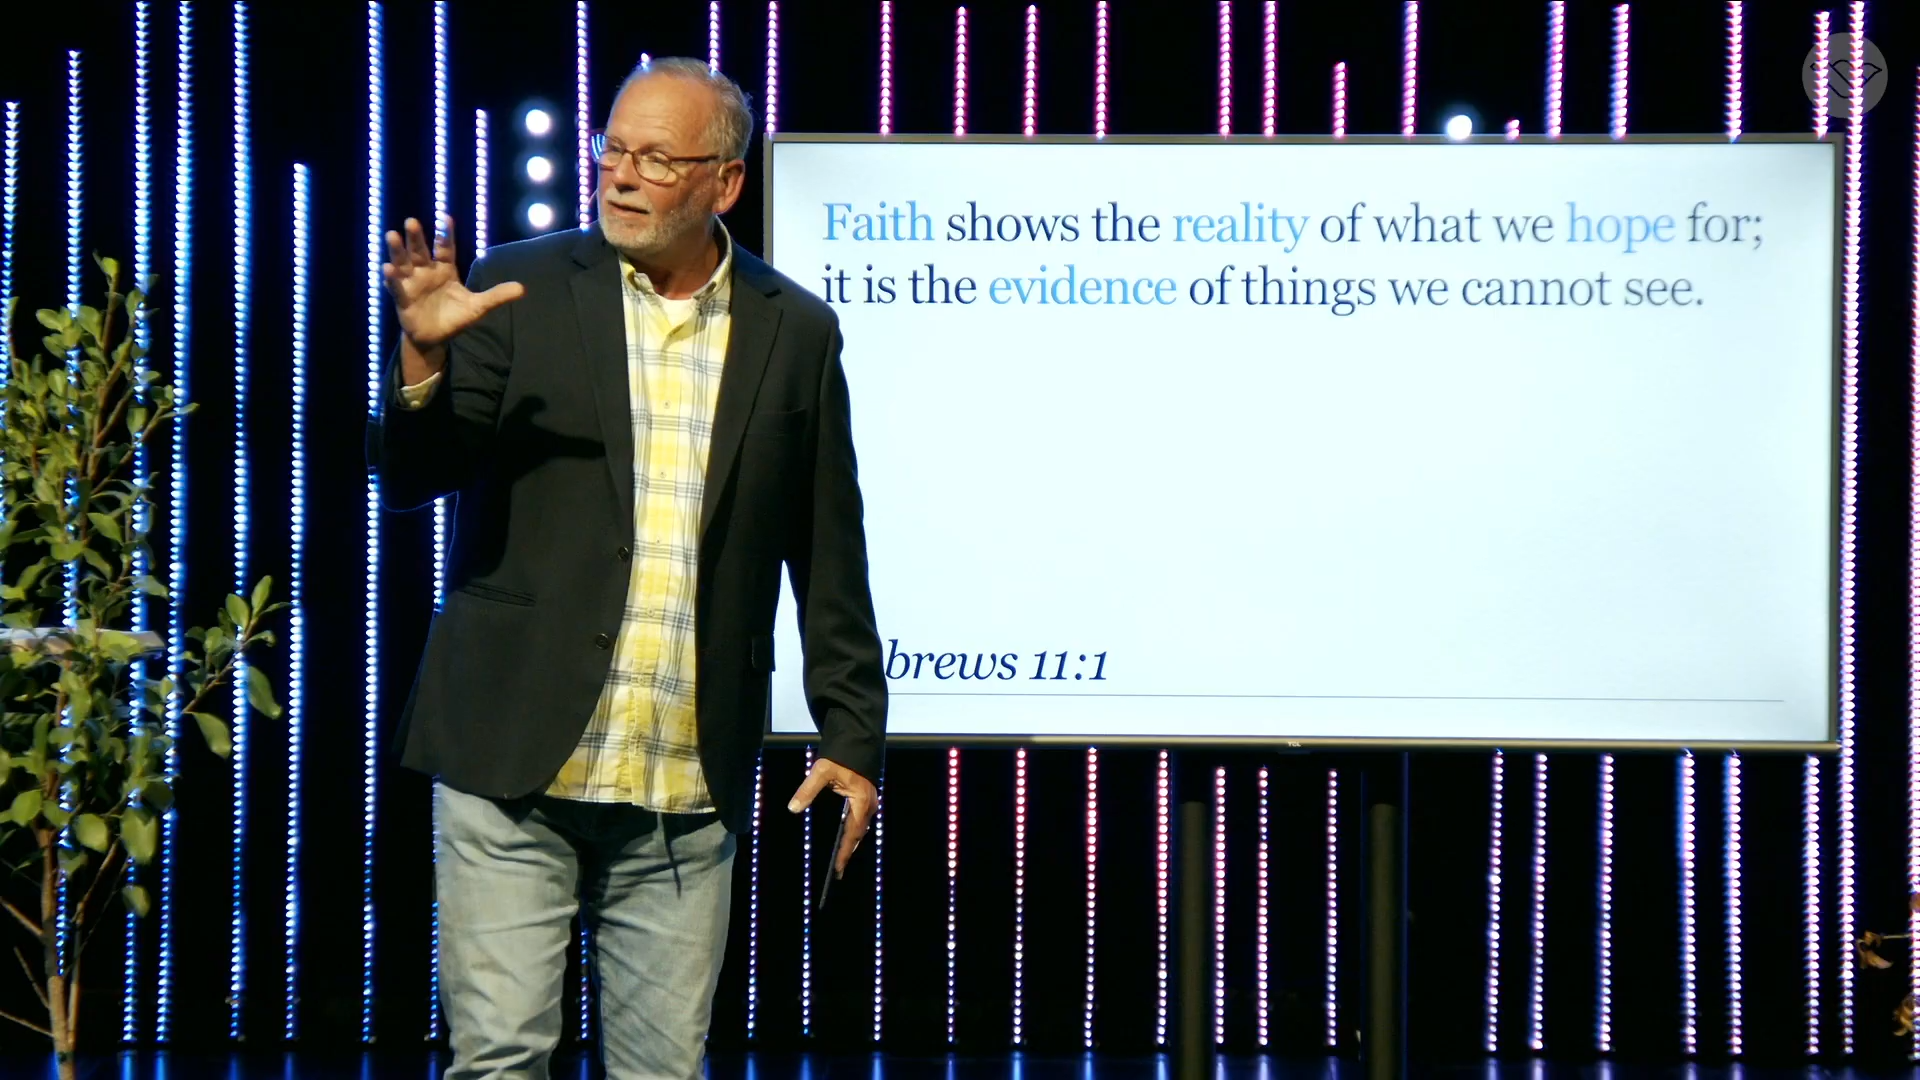 Faith shows the reality of what we hope for;
it is the evidence of things we cannot see.
brews 11:1
TCL